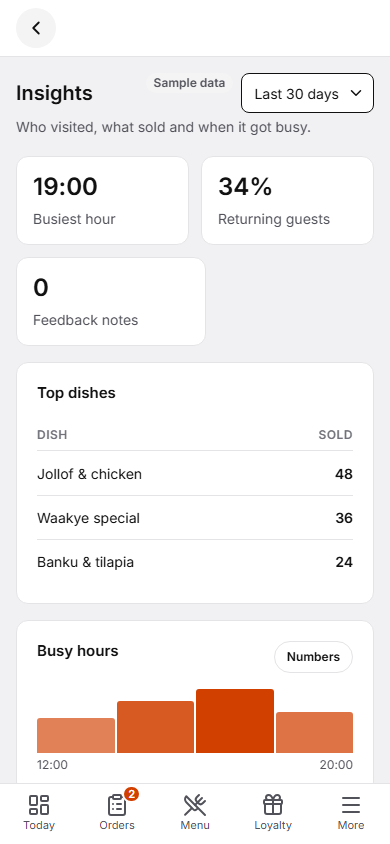 Sample data
Insights
Last 30 days
Who visited, what sold and when it got busy.
19:00
Busiest hour
34%
Returning guests
0
Feedback notes
Top dishes
DISH SOLD
Jollof & chicken 48
Waakye special 36
Banku & tilapia 24
Busy hours
Numbers
12:00 20:00
2
Today Orders Menu Loyalty More